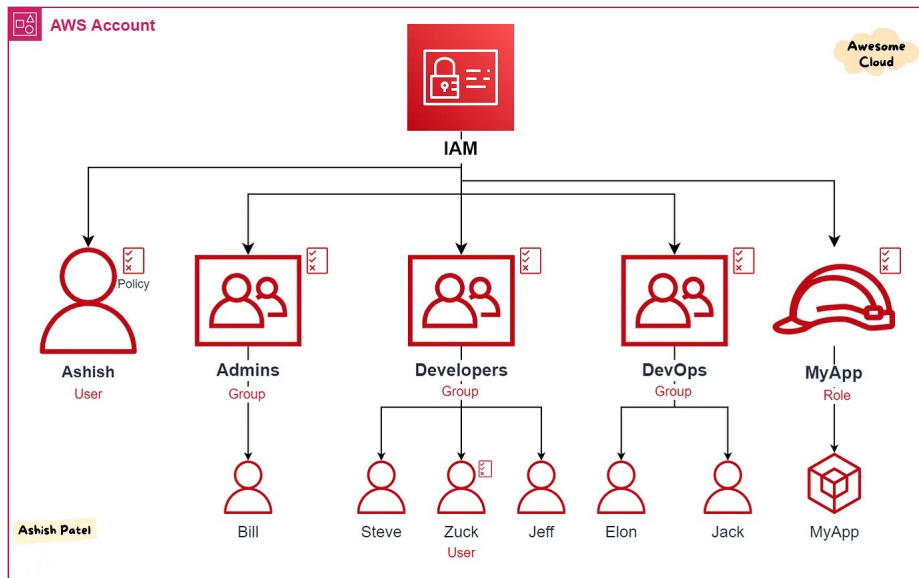 AWS Account
Awesome
Cloud
IAM
Policy
Ashish
User
Admins
Group
Developers
Group
DevOps
Group
MyApp
Role
Bill
Steve
Zuck
User
Jeff
Elon
Jack
MyApp
Ashish Patel